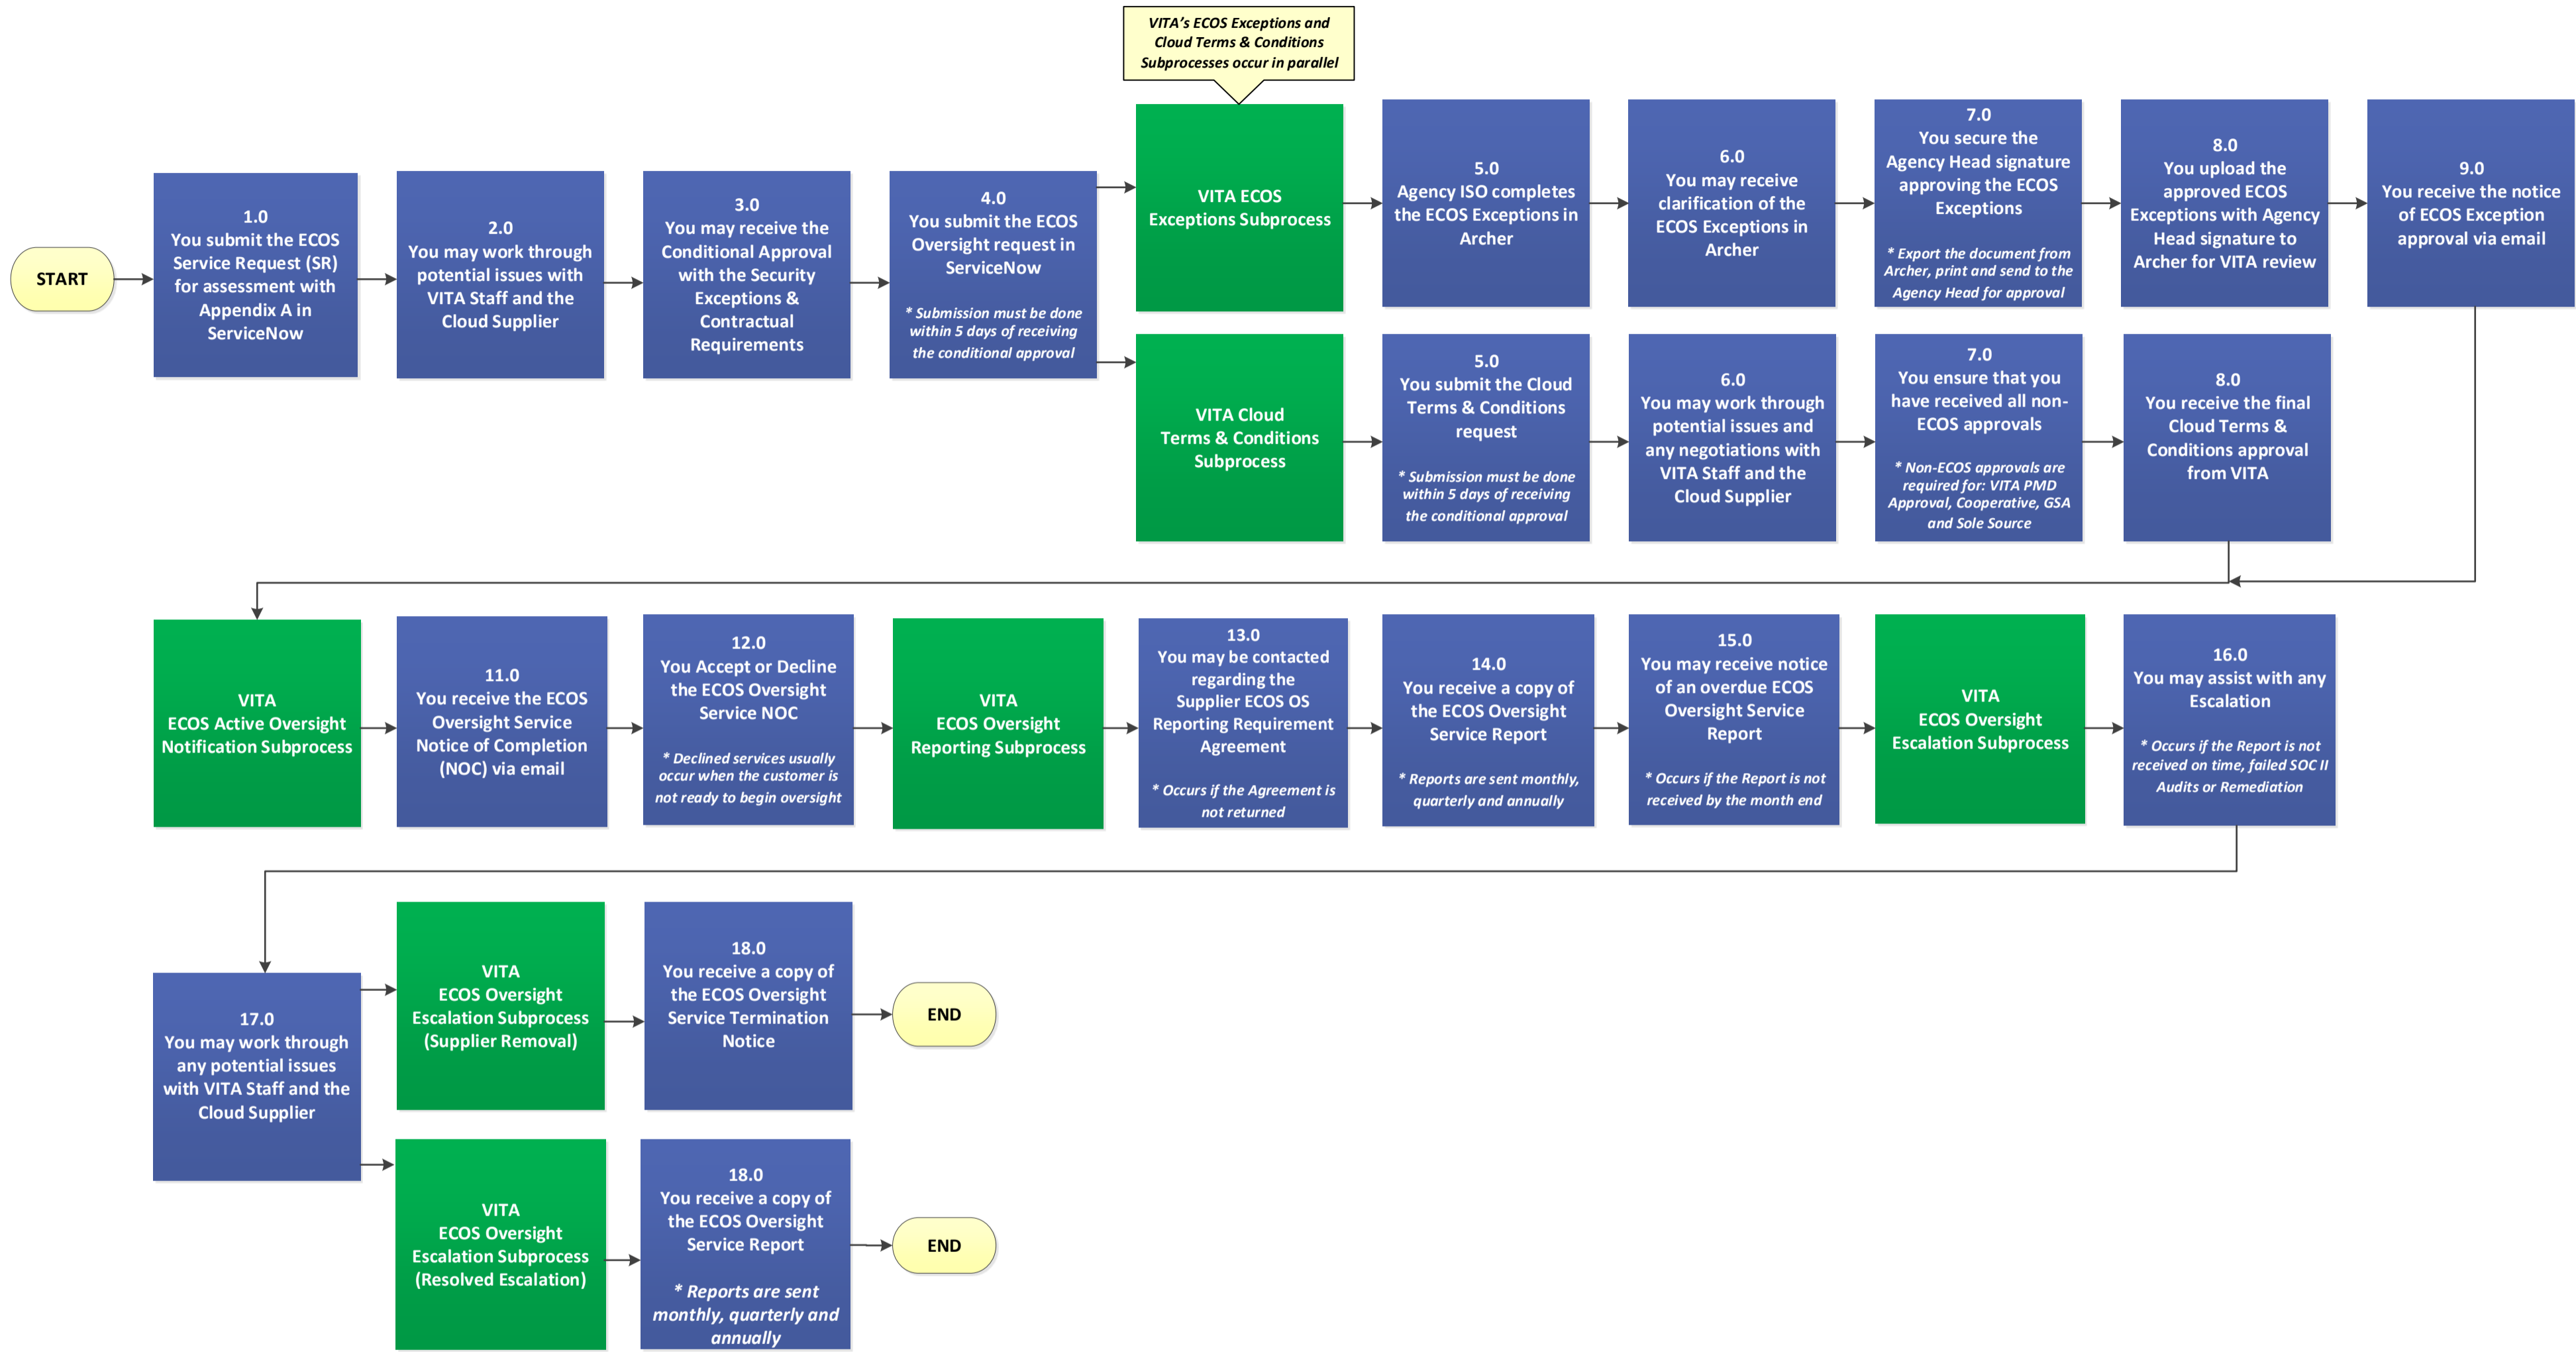 VITA's ECOS Exceptions and
Cloud Terms & Conditions
Subprocesses occur in parallel
START
1.0
You submit the ECOS
Service Request (SR)
for assessment with
Appendix A in
ServiceNow
2.0
You may work through
potential issues with
VITA Staff and the
Cloud Supplier
3.0
You may receive the
Conditional Approval
with the Security
Exceptions &
Contractual
Requirements
4.0
You submit the ECOS
Oversight request in
ServiceNow
* Submission must be done
within 5 days of receiving
the conditional approval
VITA ECOS
Exceptions Subprocess
5.0
Agency ISO completes
the ECOS Exceptions in
Archer
6.0
You may receive
clarification of the
ECOS Exceptions in
Archer
7.0
You secure the
Agency Head signature
approving the ECOS
Exceptions
* Export the document from
Archer, print and send to the
Agency Head for approval
8.0
You upload the
approved ECOS
Exceptions with Agency
Head signature to
Archer for VITA review
9.0
You receive the notice
of ECOS Exception
approval via email
VITA Cloud
Terms & Conditions
Subprocess
5.0
You submit the Cloud
Terms & Conditions
request
* Submission must be done
within 5 days of receiving
the conditional approval
6.0
You may work through
potential issues and
any negotiations with
VITA Staff and the
Cloud Supplier
7.0
You ensure that you
have received all non-
ECOS approvals
* Non-ECOS approvals are
required for: VITA PMD
Approval, Cooperative, GSA
and Sole Source
8.0
You receive the final
Cloud Terms &
Conditions approval
from VITA
VITA
ECOS Active Oversight
Notification Subprocess
11.0
You receive the ECOS
Oversight Service
Notice of Completion
(NOC) via email
12.0
You Accept or Decline
the ECOS Oversight
Service NOC
* Declined services usually
occur when the customer is
not ready to begin oversight
VITA
ECOS Oversight
Reporting Subprocess
13.0
You may be contacted
regarding the
Supplier ECOS OS
Reporting Requirement
Agreement
* Occurs if the Agreement is
not returned
14.0
You receive a copy of
the ECOS Oversight
Service Report
* Reports are sent monthly,
quarterly and annually
15.0
You may receive notice
of an overdue ECOS
Oversight Service
Report
* Occurs if the Report is not
received by the month end
VITA
ECOS Oversight
Escalation Subprocess
16.0
You may assist with any
Escalation
* Occurs if the Report is not
received on time, failed SOC II
Audits or Remediation
17.0
You may work through
any potential issues
with VITA Staff and the
Cloud Supplier
VITA
ECOS Oversight
Escalation Subprocess
(Supplier Removal)
18.0
You receive a copy of
the ECOS Oversight
Service Termination
Notice
END
VITA
ECOS Oversight
Escalation Subprocess
(Resolved Escalation)
18.0
You receive a copy of
the ECOS Oversight
Service Report
* Reports are sent
monthly, quarterly and
annually
END